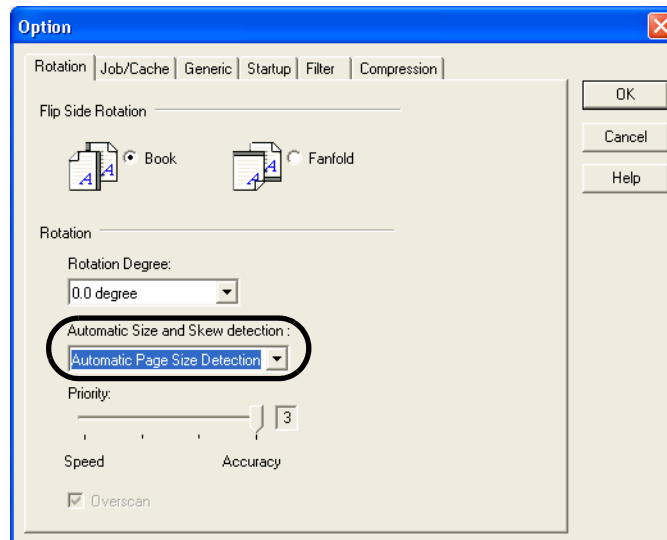 Option
Rotation Job/Cache Generic Startup Filter Compression
OK
Cancel
Help
Flip Side Rotation
A A Book A A Fanfold
Rotation
Rotation Degree:
0.0 degree
Automatic Size and Skew detection :
Automatic Page Size Detection
Priority:
3
Speed Accuracy
Overscan